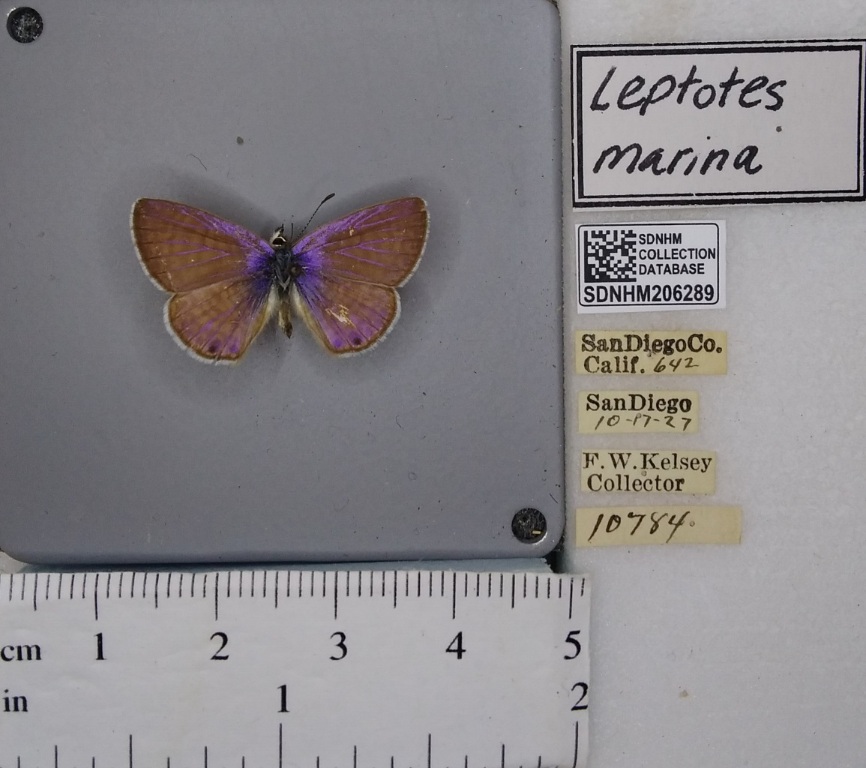 Leptotes
marina
SDNHM
COLLECTION
DATABASE
SDNHM206289
SanDiegoCo.
Calif. 642
SanDiego
10-17-27
F.W.Kelsey
Collector
10784.
cm 1 2 3 4 5
in 1 2